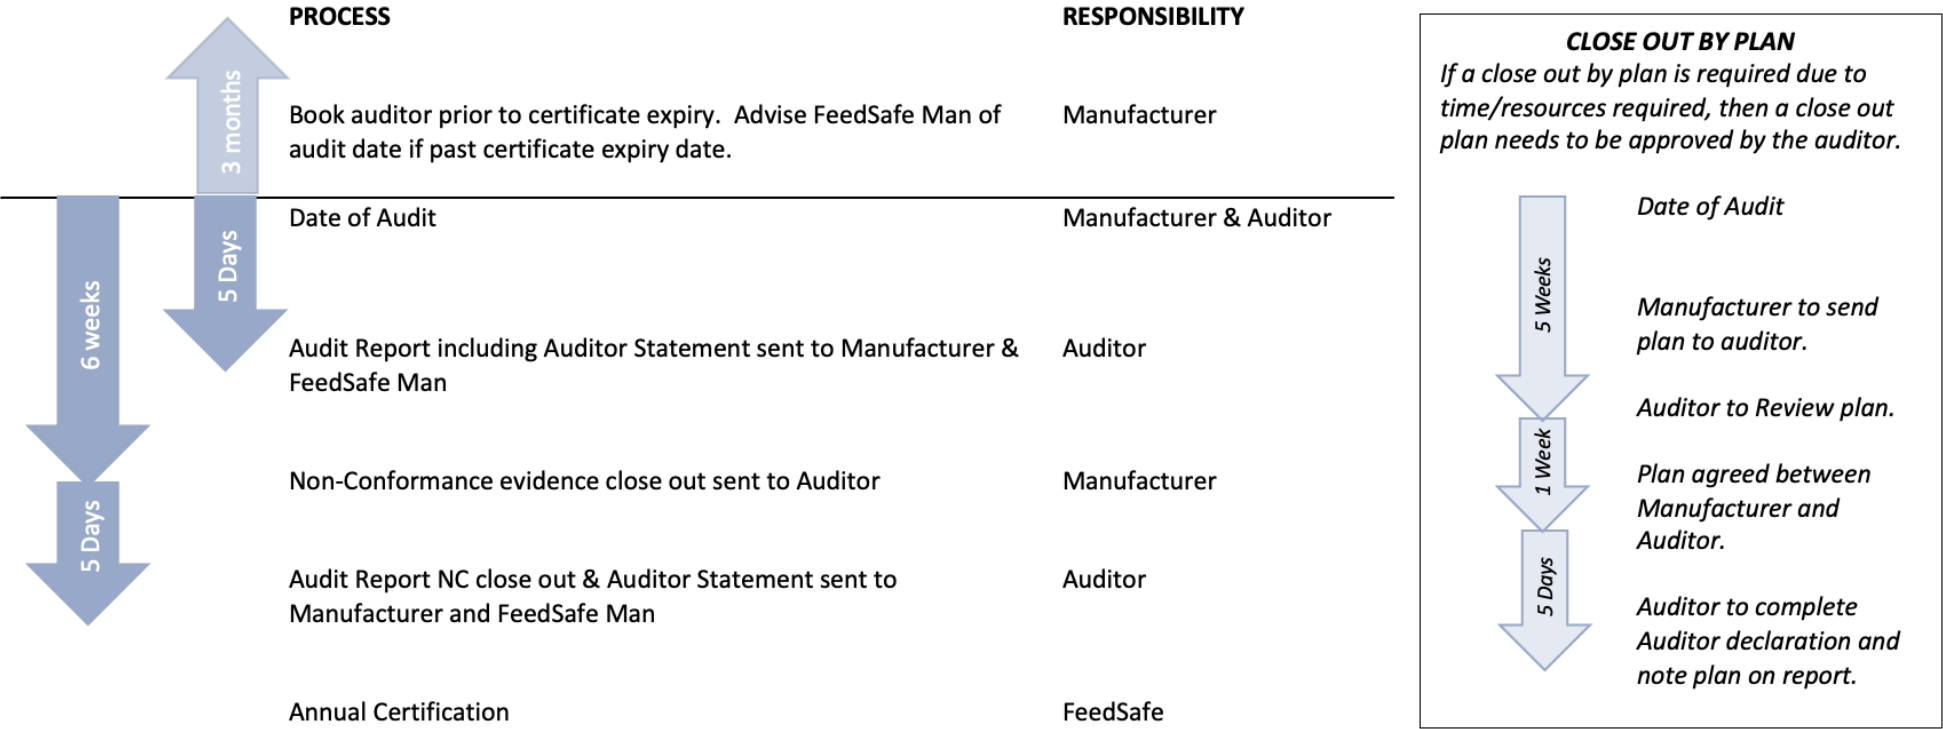 PROCESS
RESPONSIBILITY
3 months
Book auditor prior to certificate expiry.  Advise FeedSafe Man of
audit date if past certificate expiry date.
Manufacturer
6 weeks
5 Days
Date of Audit
Manufacturer & Auditor
Audit Report including Auditor Statement sent to Manufacturer &
FeedSafe Man
Auditor
Non-Conformance evidence close out sent to Auditor
Manufacturer
5 Days
Audit Report NC close out & Auditor Statement sent to
Manufacturer and FeedSafe Man
Auditor
Annual Certification
FeedSafe
CLOSE OUT BY PLAN
If a close out by plan is required due to
time/resources required, then a close out
plan needs to be approved by the auditor.
5 Weeks
Date of Audit
Manufacturer to send
plan to auditor.
Auditor to Review plan.
1 Week
Plan agreed between
Manufacturer and
Auditor.
5 Days
Auditor to complete
Auditor declaration and
note plan on report.